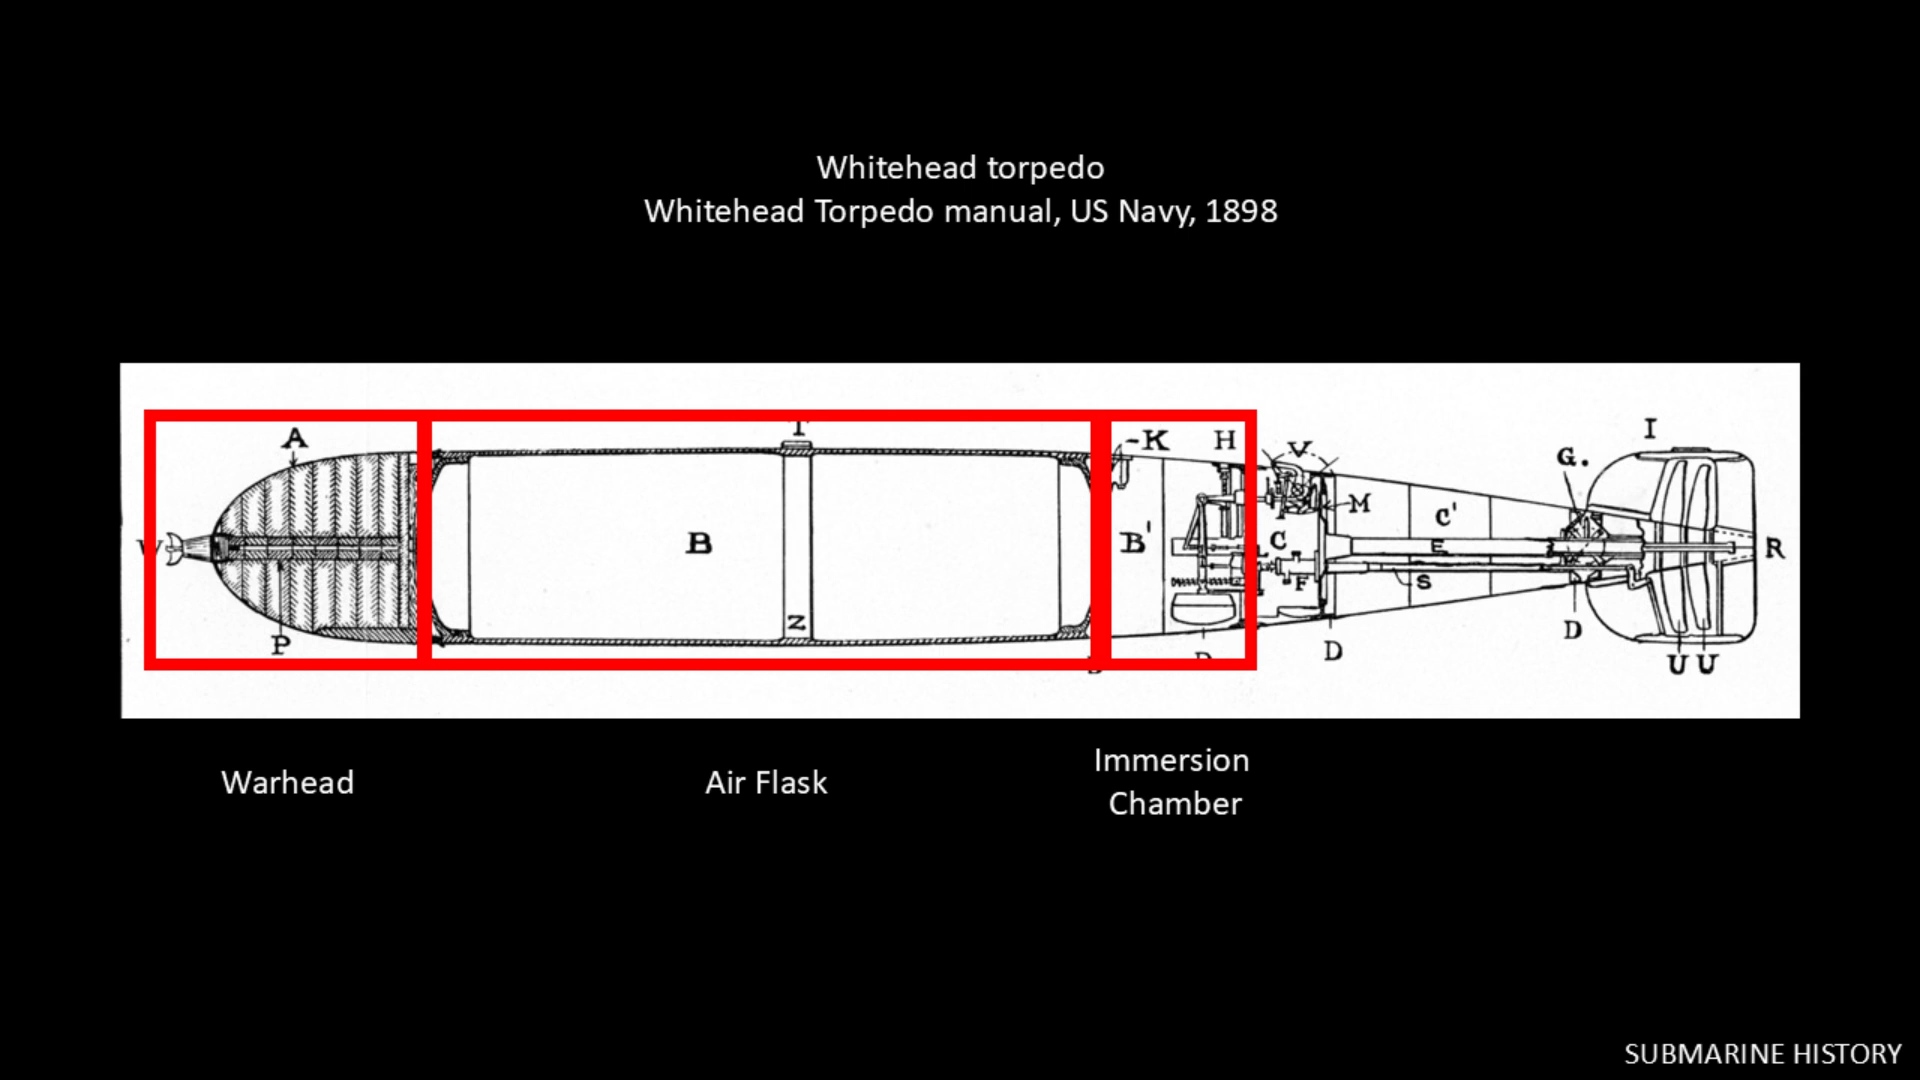 Whitehead torpedo
Whitehead Torpedo manual, US Navy, 1898
A
K
H
V
I
G.
M
C'
B
B'
C
E
R
F
S
Z
P
D
D
U U
Warhead
Air Flask
Immersion
Chamber
SUBMARINE HISTORY